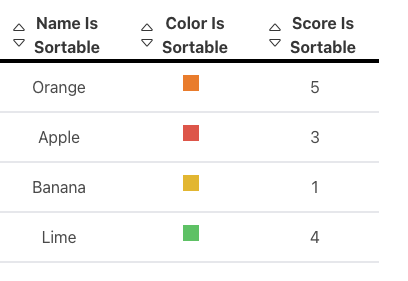 Name Is Sortable
Color Is Sortable
Score Is Sortable
Orange 5
Apple 3
Banana 1
Lime 4